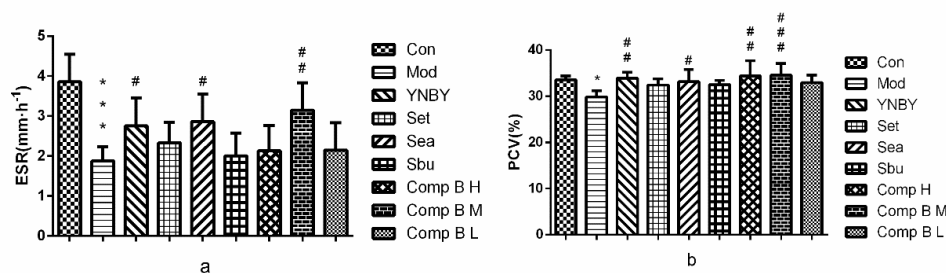 ESR(mm·h-1)
5
4
3
2
1
0
*
*
*
#
#
#
#
Con
Mod
YNBY
Set
Sea
Sbu
Comp B H
Comp B M
Comp B L
a
PCV(%)
40
30
20
10
0
*
#
#
#
#
#
#
#
#
Con
Mod
YNBY
Set
Sea
Sbu
Comp H
Comp B M
Comp B L
b